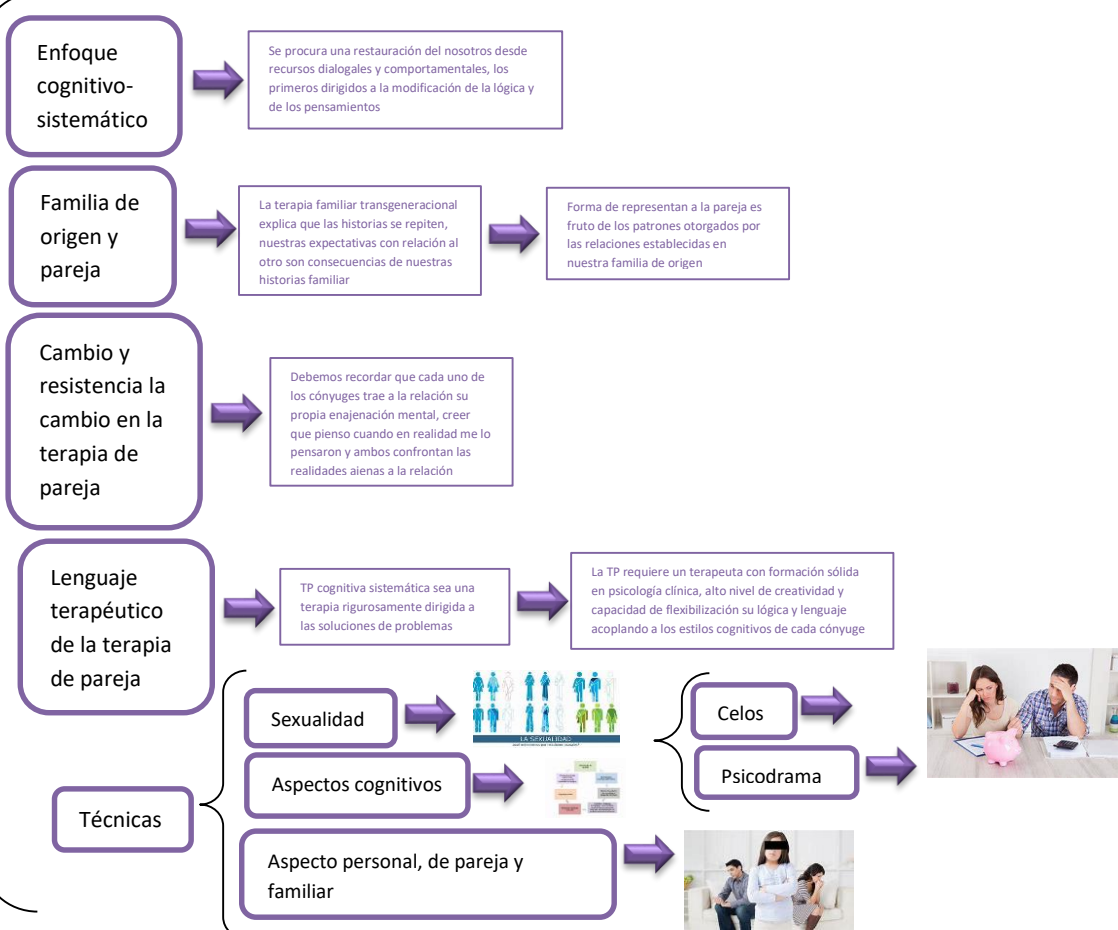 Enfoque
cognitivo-
sistemático
Se procura una restauración del nosotros desde
recursos dialogales y comportamentales, los
primeros dirigidos a la modificación de la lógica y
de los pensamientos
Familia de
origen y
pareja
La terapia familiar transgeneracional
explica que las historias se repiten,
nuestras expectativas con relación al
otro son consecuencias de nuestras
historias familiar
Forma de representan a la pareja es
fruto de los patrones otorgados por
las relaciones establecidas en
nuestra familia de origen
Cambio y
resistencia la
cambio en la
terapia de
pareja
Debemos recordar que cada uno de
los cónyuges trae a la relación su
propia enajenación mental, creer
que pienso cuando en realidad me lo
pensaron y ambos confrontan las
realidades aienas a la relación
Lenguaje
terapéutico
de la terapia
de pareja
TP cognitiva sistemática sea una
terapia rigurosamente dirigida a
las soluciones de problemas
La TP requiere un terapeuta con formación sólida
en psicología clínica, alto nivel de creatividad y
capacidad de flexibilización su lógica y lenguaje
acoplando a los estilos cognitivos de cada cónyuge
Técnicas
Sexualidad
LA SEXUALIDAD
Celos
Psicodrama
Aspectos cognitivos
Aspecto personal, de pareja y
familiar